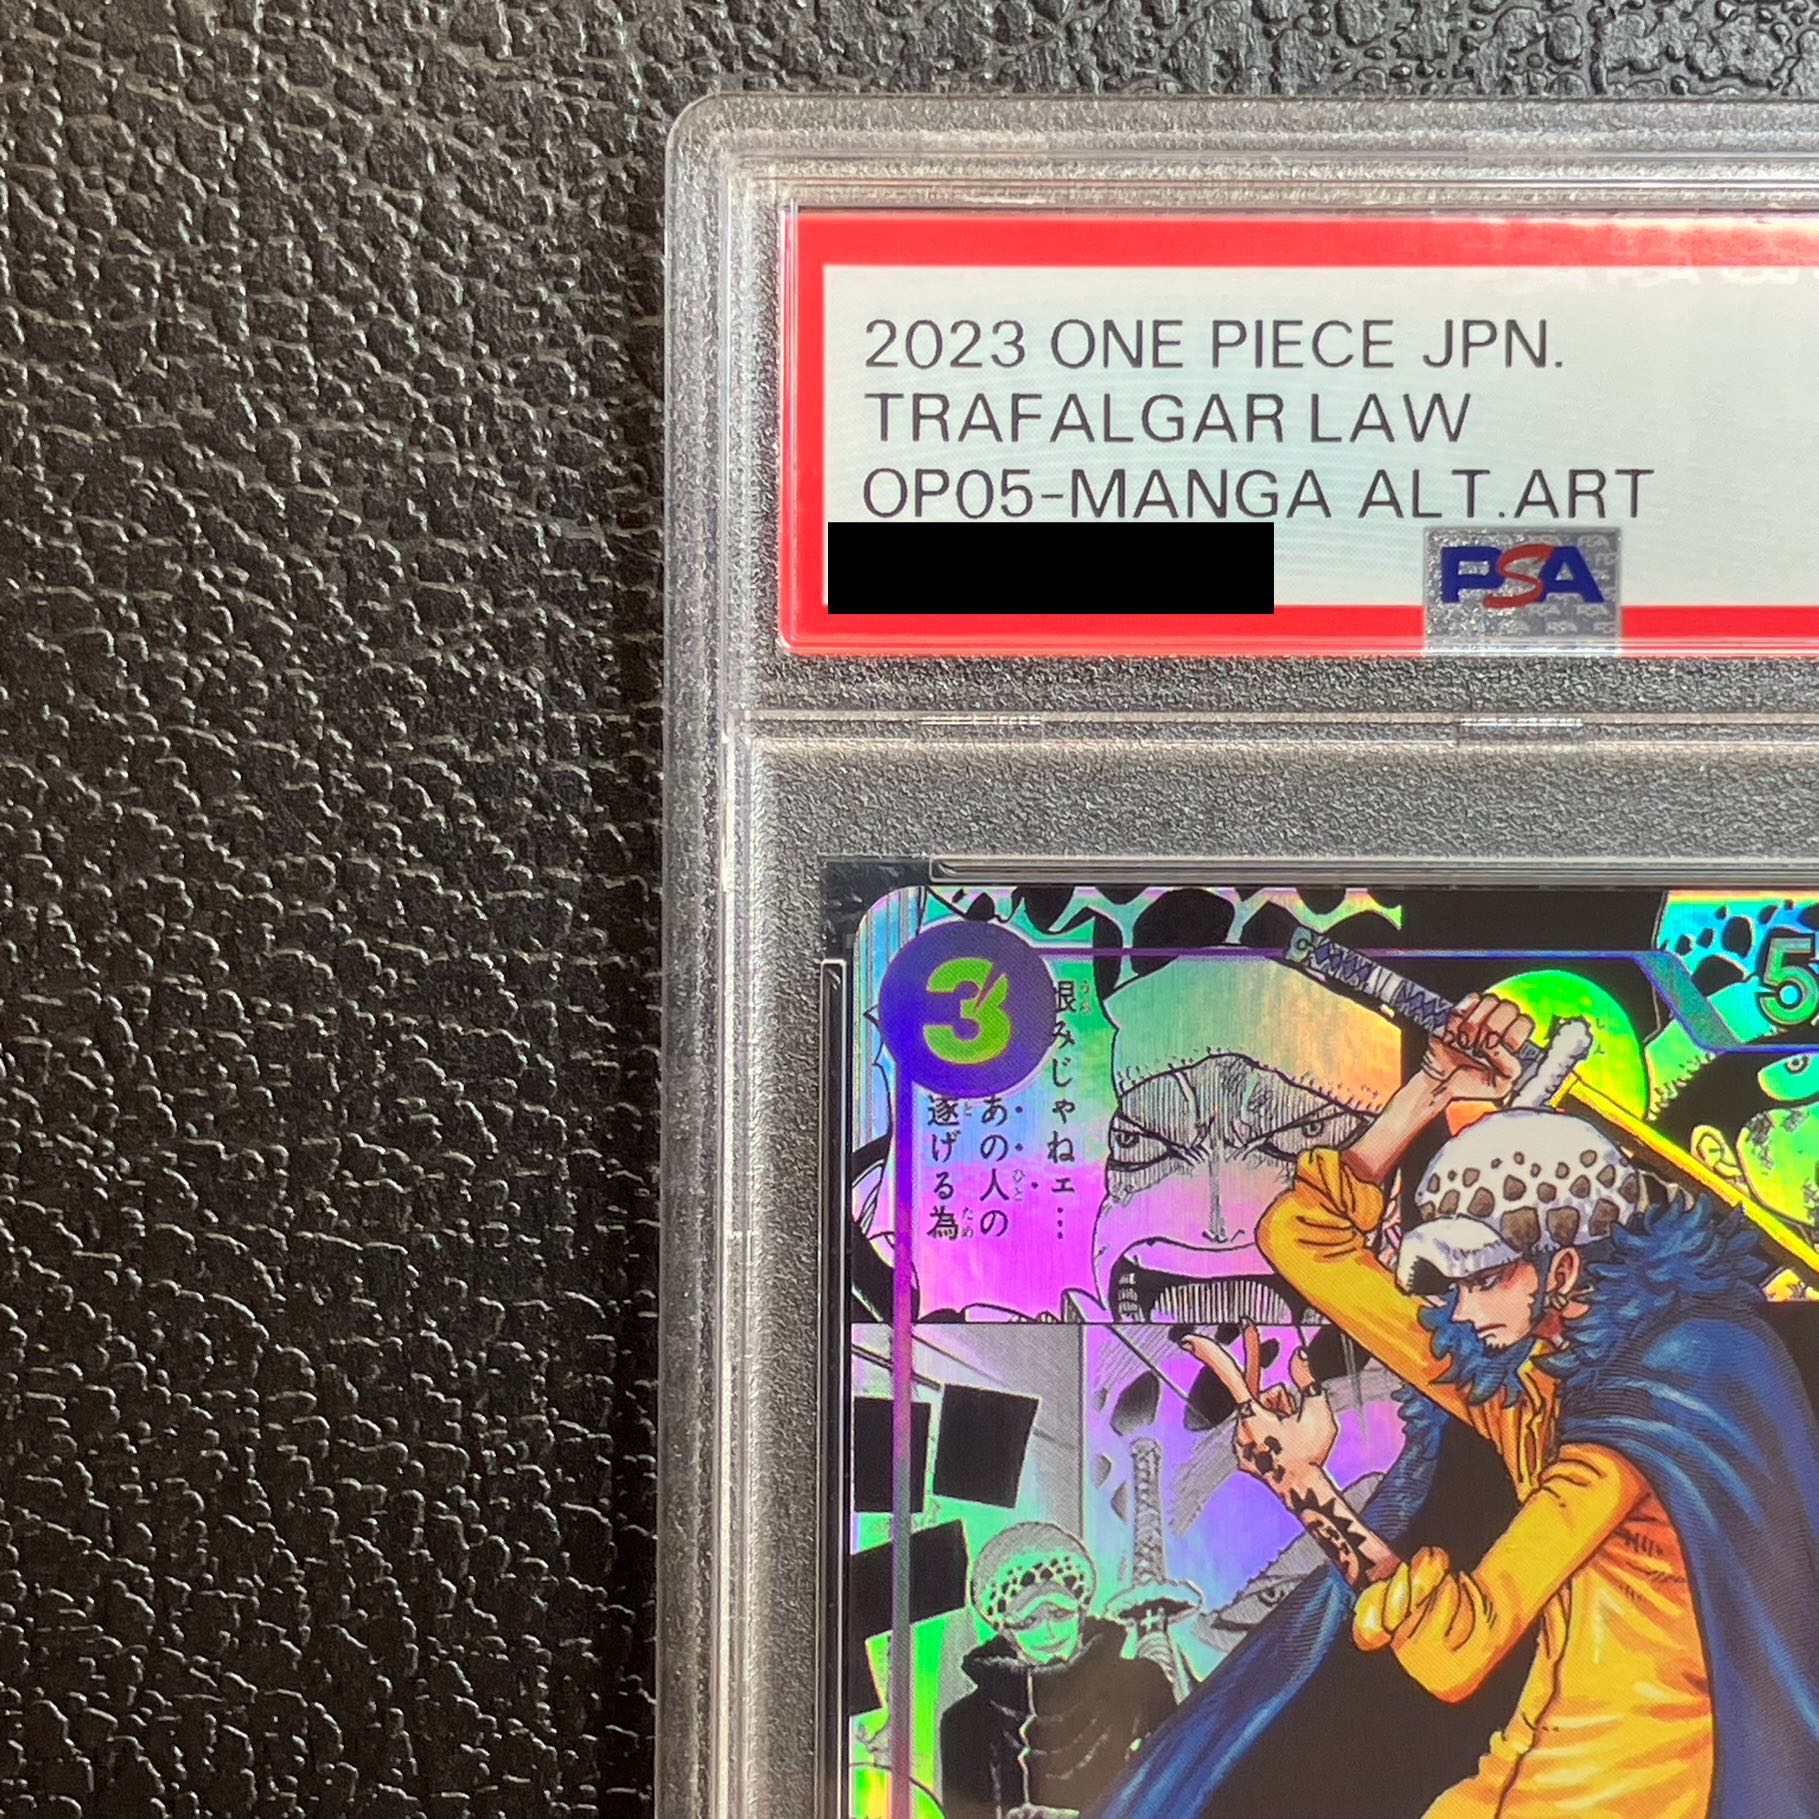 2023 ONE PIECE JPN.
TRAFALGAR LAW
OP05-MANGA ALT.ART
PSA
3
5
恨みじゃねェ……
あの人の
遂げる為